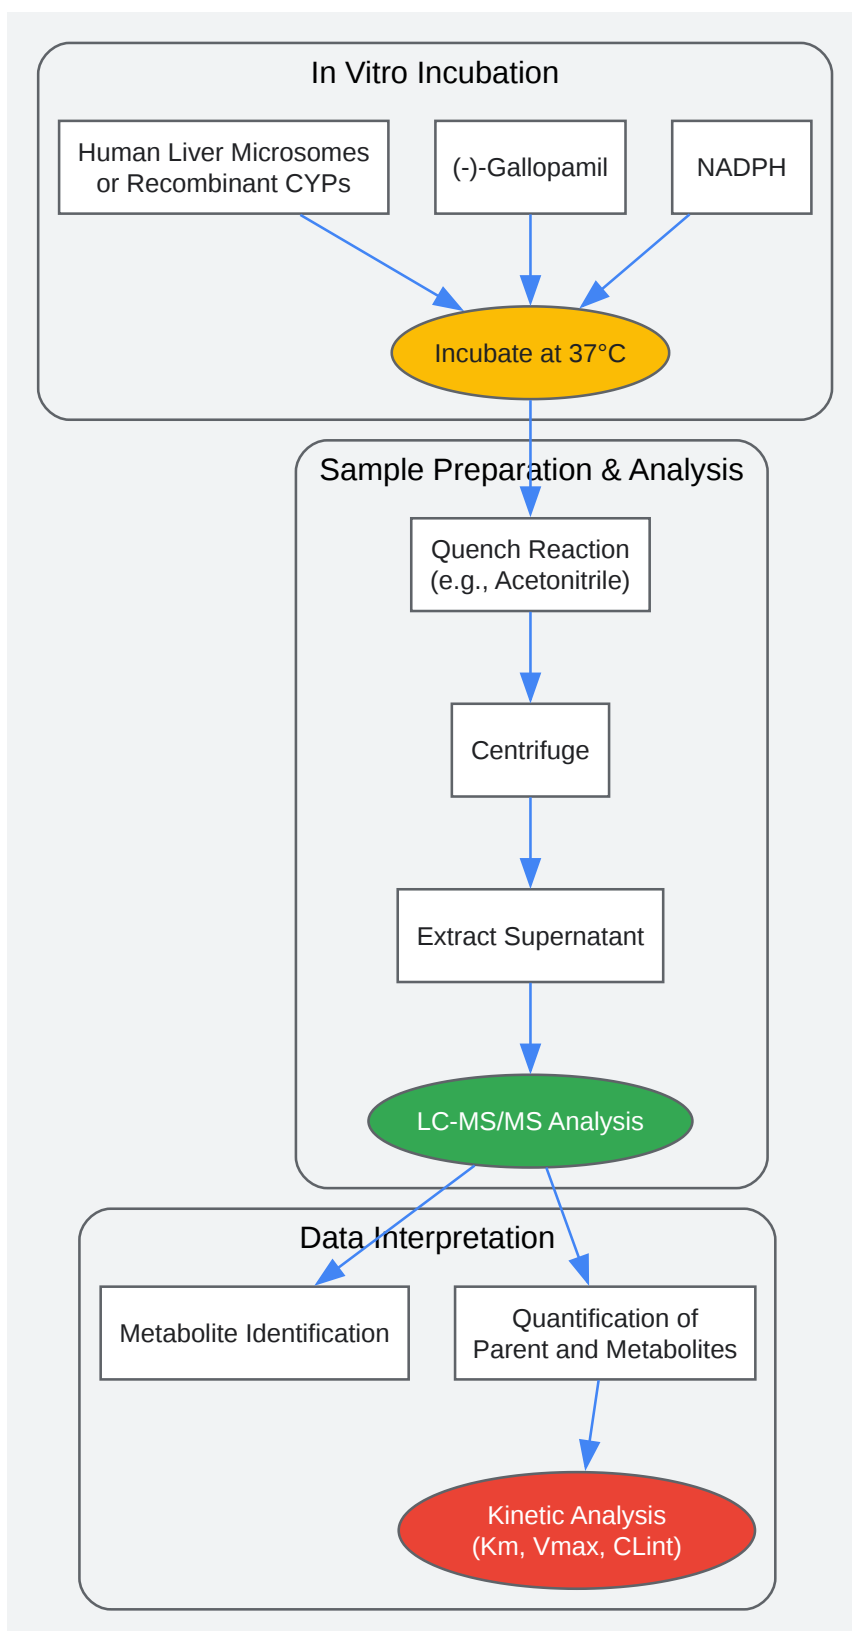 In Vitro Incubation
Human Liver Microsomes
or Recombinant CYPs
(-)-Gallopamil
NADPH
Incubate at 37°C
Sample Preparation & Analysis
Quench Reaction
(e.g., Acetonitrile)
Centrifuge
Extract Supernatant
LC-MS/MS Analysis
Data Interpretation
Metabolite Identification
Quantification of
Parent and Metabolites
Kinetic Analysis
(Km, Vmax, CLint)